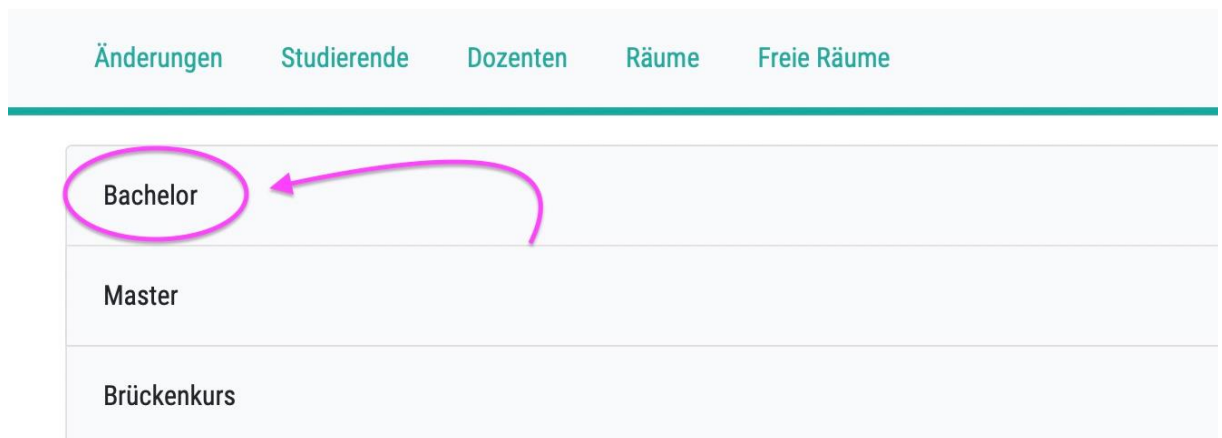 Änderungen Studierende Dozenten Räume Freie Räume
Bachelor
Master
Brückenkurs